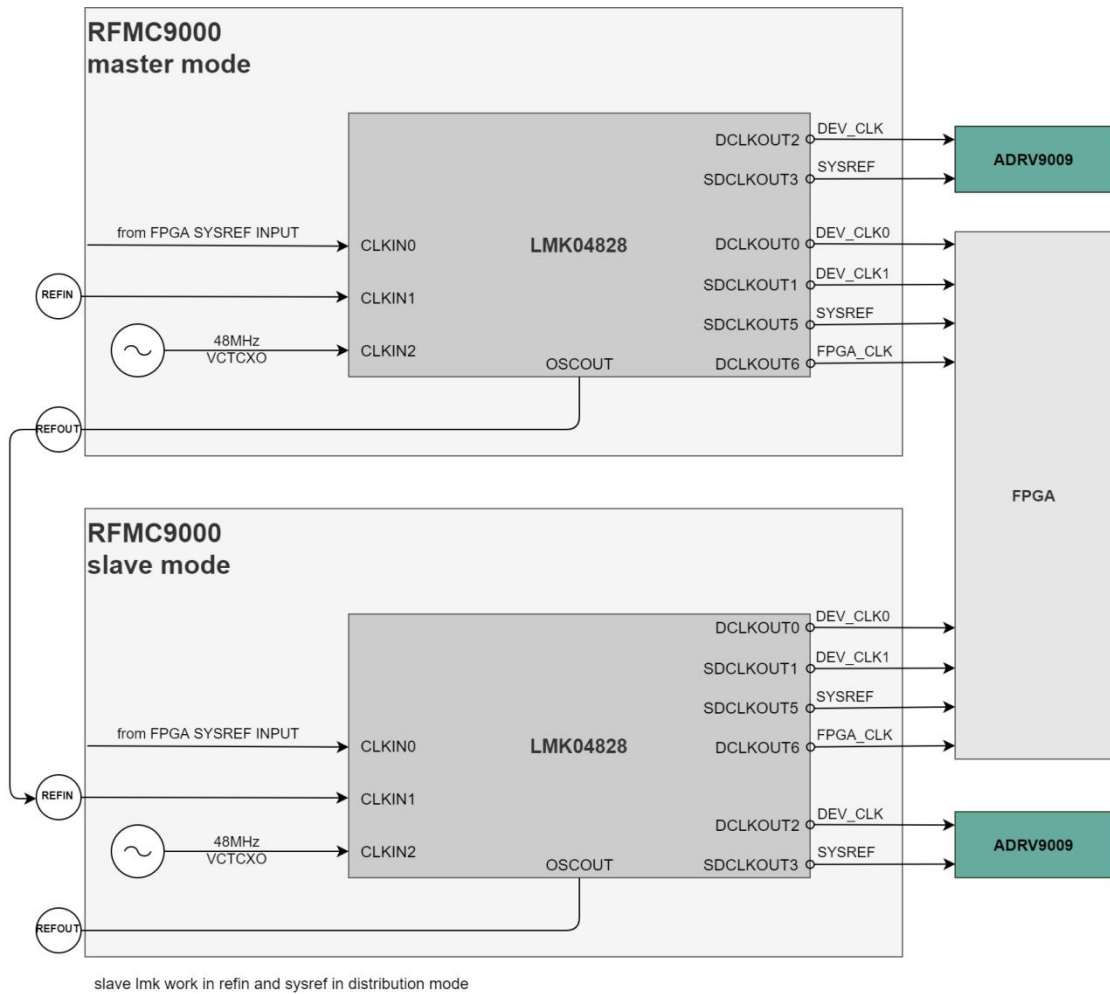 RFMC9000
master mode
DCLKOUT2
DEV_CLK
SDCLKOUT3
SYSREF
ADRV9009
from FPGA SYSREF INPUT
CLKIN0
LMK04828
DCLKOUT0
DEV_CLK0
REFIN
CLKIN1
SDCLKOUT1
DEV_CLK1
SDCLKOUT5
SYSREF
48MHz
VCTCXO
CLKIN2
OSCOUT
DCLKOUT6
FPGA_CLK
REFOUT
FPGA
RFMC9000
slave mode
DCLKOUT0
DEV_CLK0
SDCLKOUT1
DEV_CLK1
SDCLKOUT5
SYSREF
from FPGA SYSREF INPUT
CLKIN0
LMK04828
DCLKOUT6
FPGA_CLK
REFIN
CLKIN1
48MHz
VCTCXO
CLKIN2
DCLKOUT2
DEV_CLK
OSCOUT
SDCLKOUT3
SYSREF
ADRV9009
REFOUT
slave lmk work in refin and sysref in distribution mode